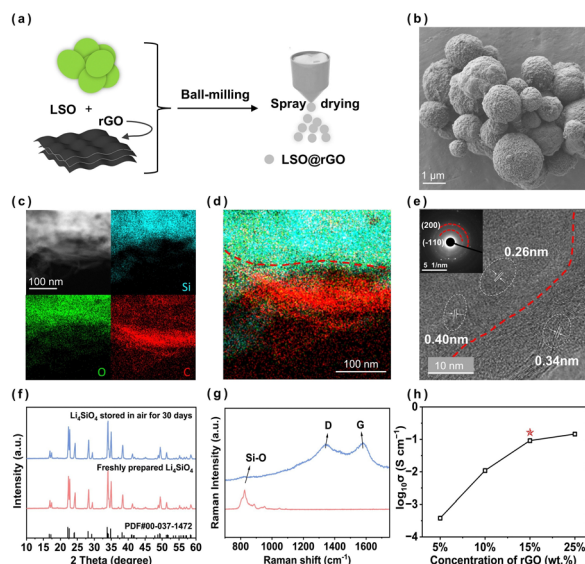 (a)
LSO +
rGO
Ball-milling
Spray drying
LSO@rGO
(b)
1 μm
(c)
100 nm
Si
O
C
(d)
100 nm
(e)
(200)
(-110)
5 1/nm
0.26nm
0.40nm
0.34nm
10 nm
(f)
Intensity (a.u.)
Li₄SiO₄ stored in air for 30 days
Freshly prepared Li₄SiO₄
PDF#00-037-1472
10 15 20 25 30 35 40 45 50 55 60
2 Theta (degree)
(g)
Raman Intensity (a.u.)
Si-O
D
G
800 1000 1200 1400 1600
Raman shift (cm⁻¹)
(h)
log₁₀σ (S cm⁻¹)
0
−1
−2
−3
−4
5% 10% 15% 25%
Concentration of rGO (wt.%)